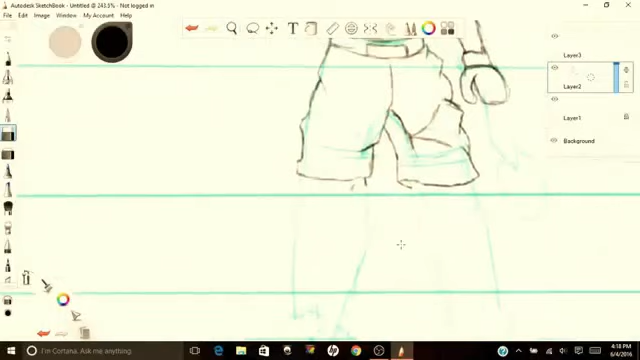 Autodesk SketchBook - Untitled @ 243.5% - Not logged in
Edit Image Window My Account Help
T
Layer3
Layer2
Layer1
Background
I'm Cortana. Ask me anything.
hp
4:18 PM
6/4/2016